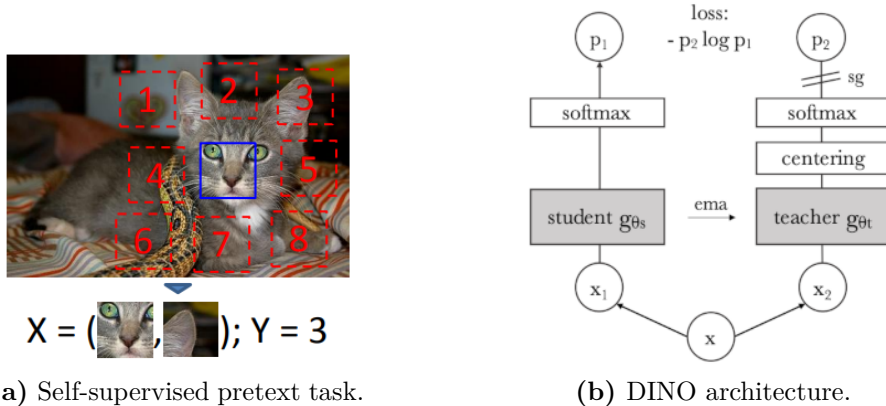 1 2 3
4 5
6 7 8
X = ( , ); Y = 3
a) Self-supervised pretext task.
loss:
- p₂ log p₁
p₁
p₂
sg
softmax
softmax
centering
student gθs
ema
teacher gθt
x₁
x₂
x
(b) DINO architecture.